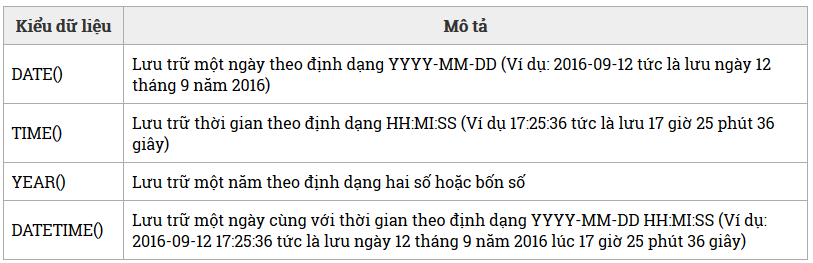 Kiểu dữ liệu
Mô tả
DATE()
Lưu trữ một ngày theo định dạng YYYY-MM-DD (Ví dụ: 2016-09-12 tức là lưu ngày 12
tháng 9 năm 2016)
TIME()
Lưu trữ thời gian theo định dạng HH:MI:SS (Ví dụ 17:25:36 tức là lưu 17 giờ 25 phút 36
giây)
YEAR()
Lưu trữ một năm theo định dạng hai số hoặc bốn số
DATETIME()
Lưu trữ một ngày cùng với thời gian theo định dạng YYYY-MM-DD HH:MI:SS (Ví dụ:
2016-09-12 17:25:36 tức là lưu ngày 12 tháng 9 năm 2016 lúc 17 giờ 25 phút 36 giây)